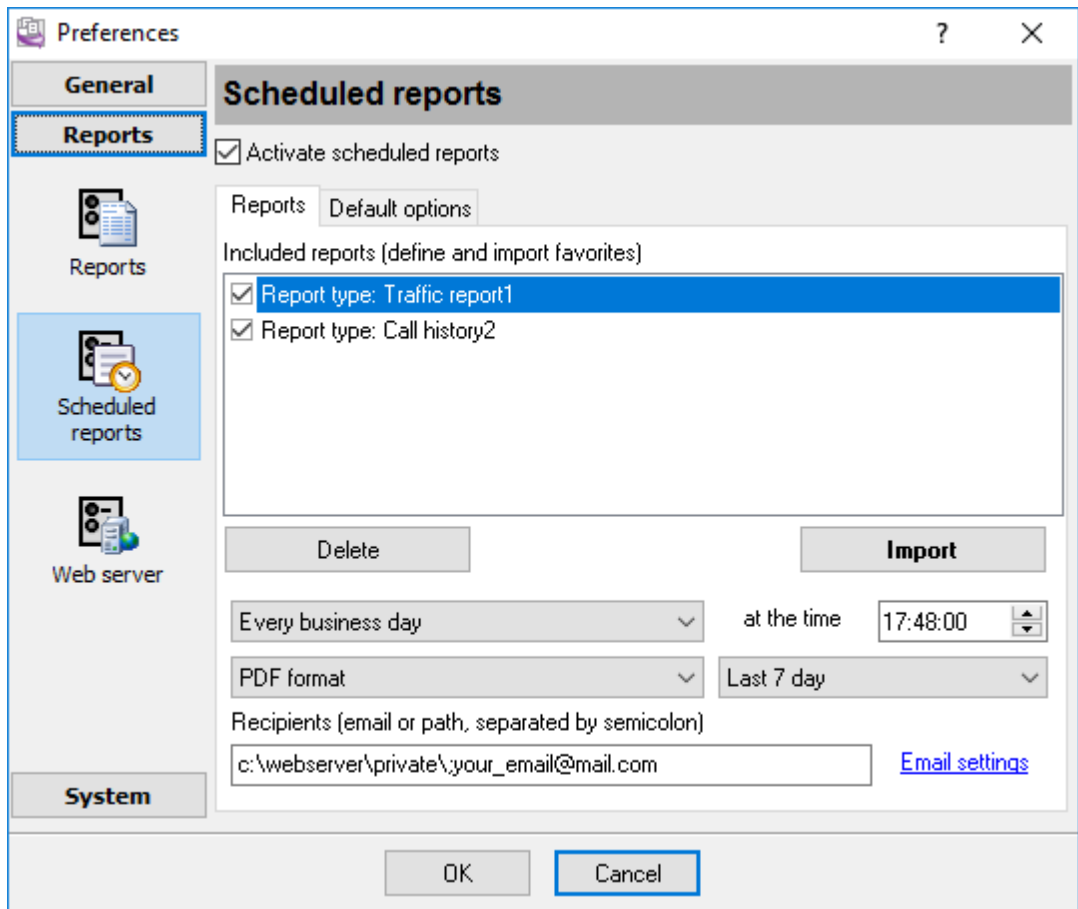 Preferences
?
General
Reports
Reports
Scheduled
reports
Web server
System
Scheduled reports
Activate scheduled reports
Reports Default options
Included reports (define and import favorites)
Report type: Traffic report1
Report type: Call history2
Delete Import
Every business day at the time 17:48:00
PDF format Last 7 day
Recipients (email or path, separated by semicolon)
c:\webserver\private\;your_email@mail.com Email settings
OK Cancel